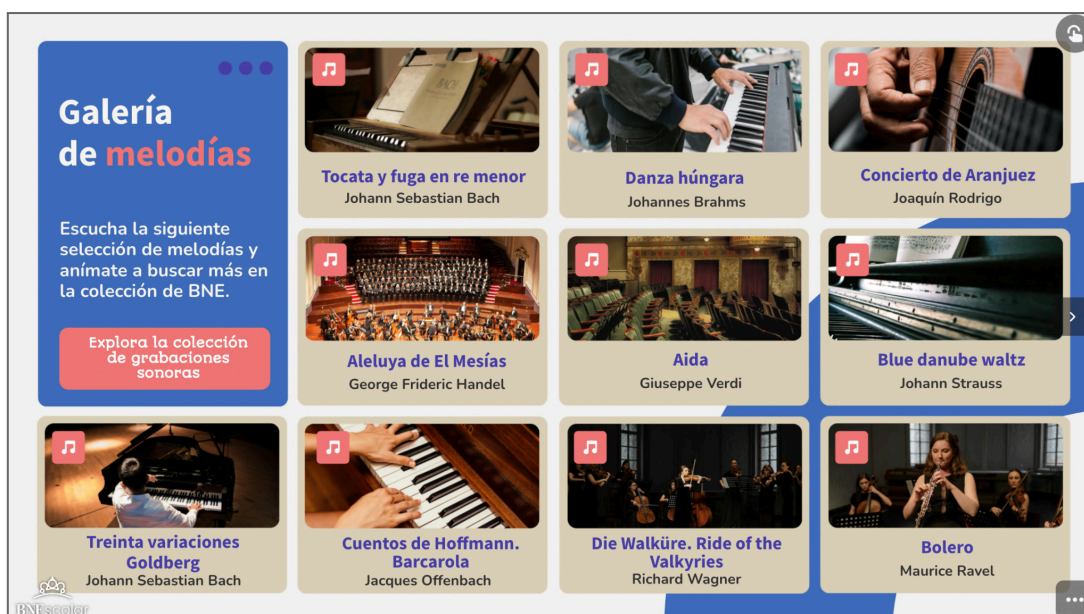 Galería
de melodías
Escucha la siguiente
selección de melodías y
anímate a buscar más en
la colección de BNE.
Explora la colección
de grabaciones
sonoras
BACH
Tocata y fuga en re menor
Johann Sebastian Bach
Danza húngara
Johannes Brahms
Concierto de Aranjuez
Joaquín Rodrigo
Aleluya de El Mesías
George Frideric Handel
Aida
Giuseppe Verdi
Blue danube waltz
Johann Strauss
Treinta variaciones
Goldberg
Johann Sebastian Bach
Cuentos de Hoffmann.
Barcarola
Jacques Offenbach
Die Walküre. Ride of the
Valkyries
Richard Wagner
Bolero
Maurice Ravel
BNEscolar